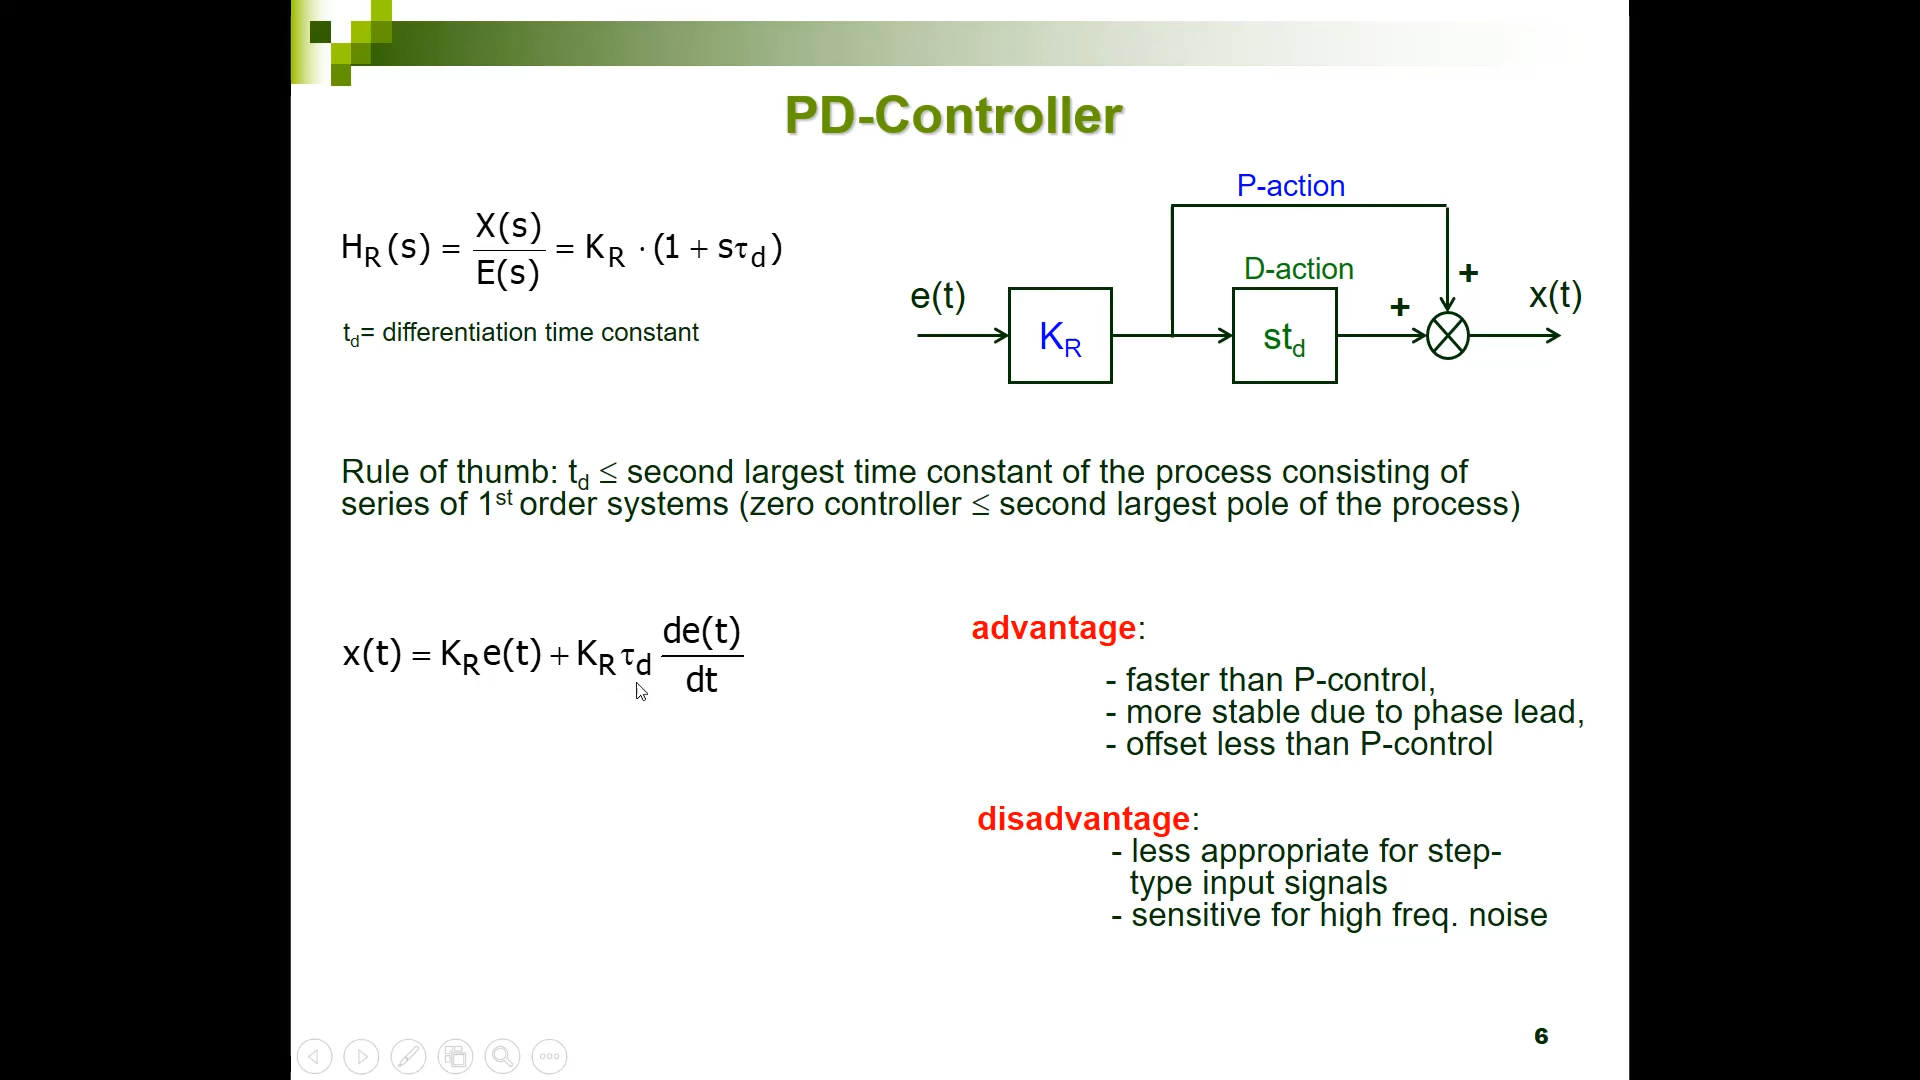 PD-Controller
H_R(s) = X(s)/E(s) = K_R · (1 + sτ_d)
t_d= differentiation time constant
P-action
D-action
e(t)
K_R
st_d
+
+
x(t)
Rule of thumb: t_d ≤ second largest time constant of the process consisting of
series of 1st order systems (zero controller ≤ second largest pole of the process)
x(t) = K_R e(t) + K_R τ_d de(t)/dt
advantage:
- faster than P-control,
- more stable due to phase lead,
- offset less than P-control
disadvantage:
- less appropriate for step-
type input signals
- sensitive for high freq. noise
6